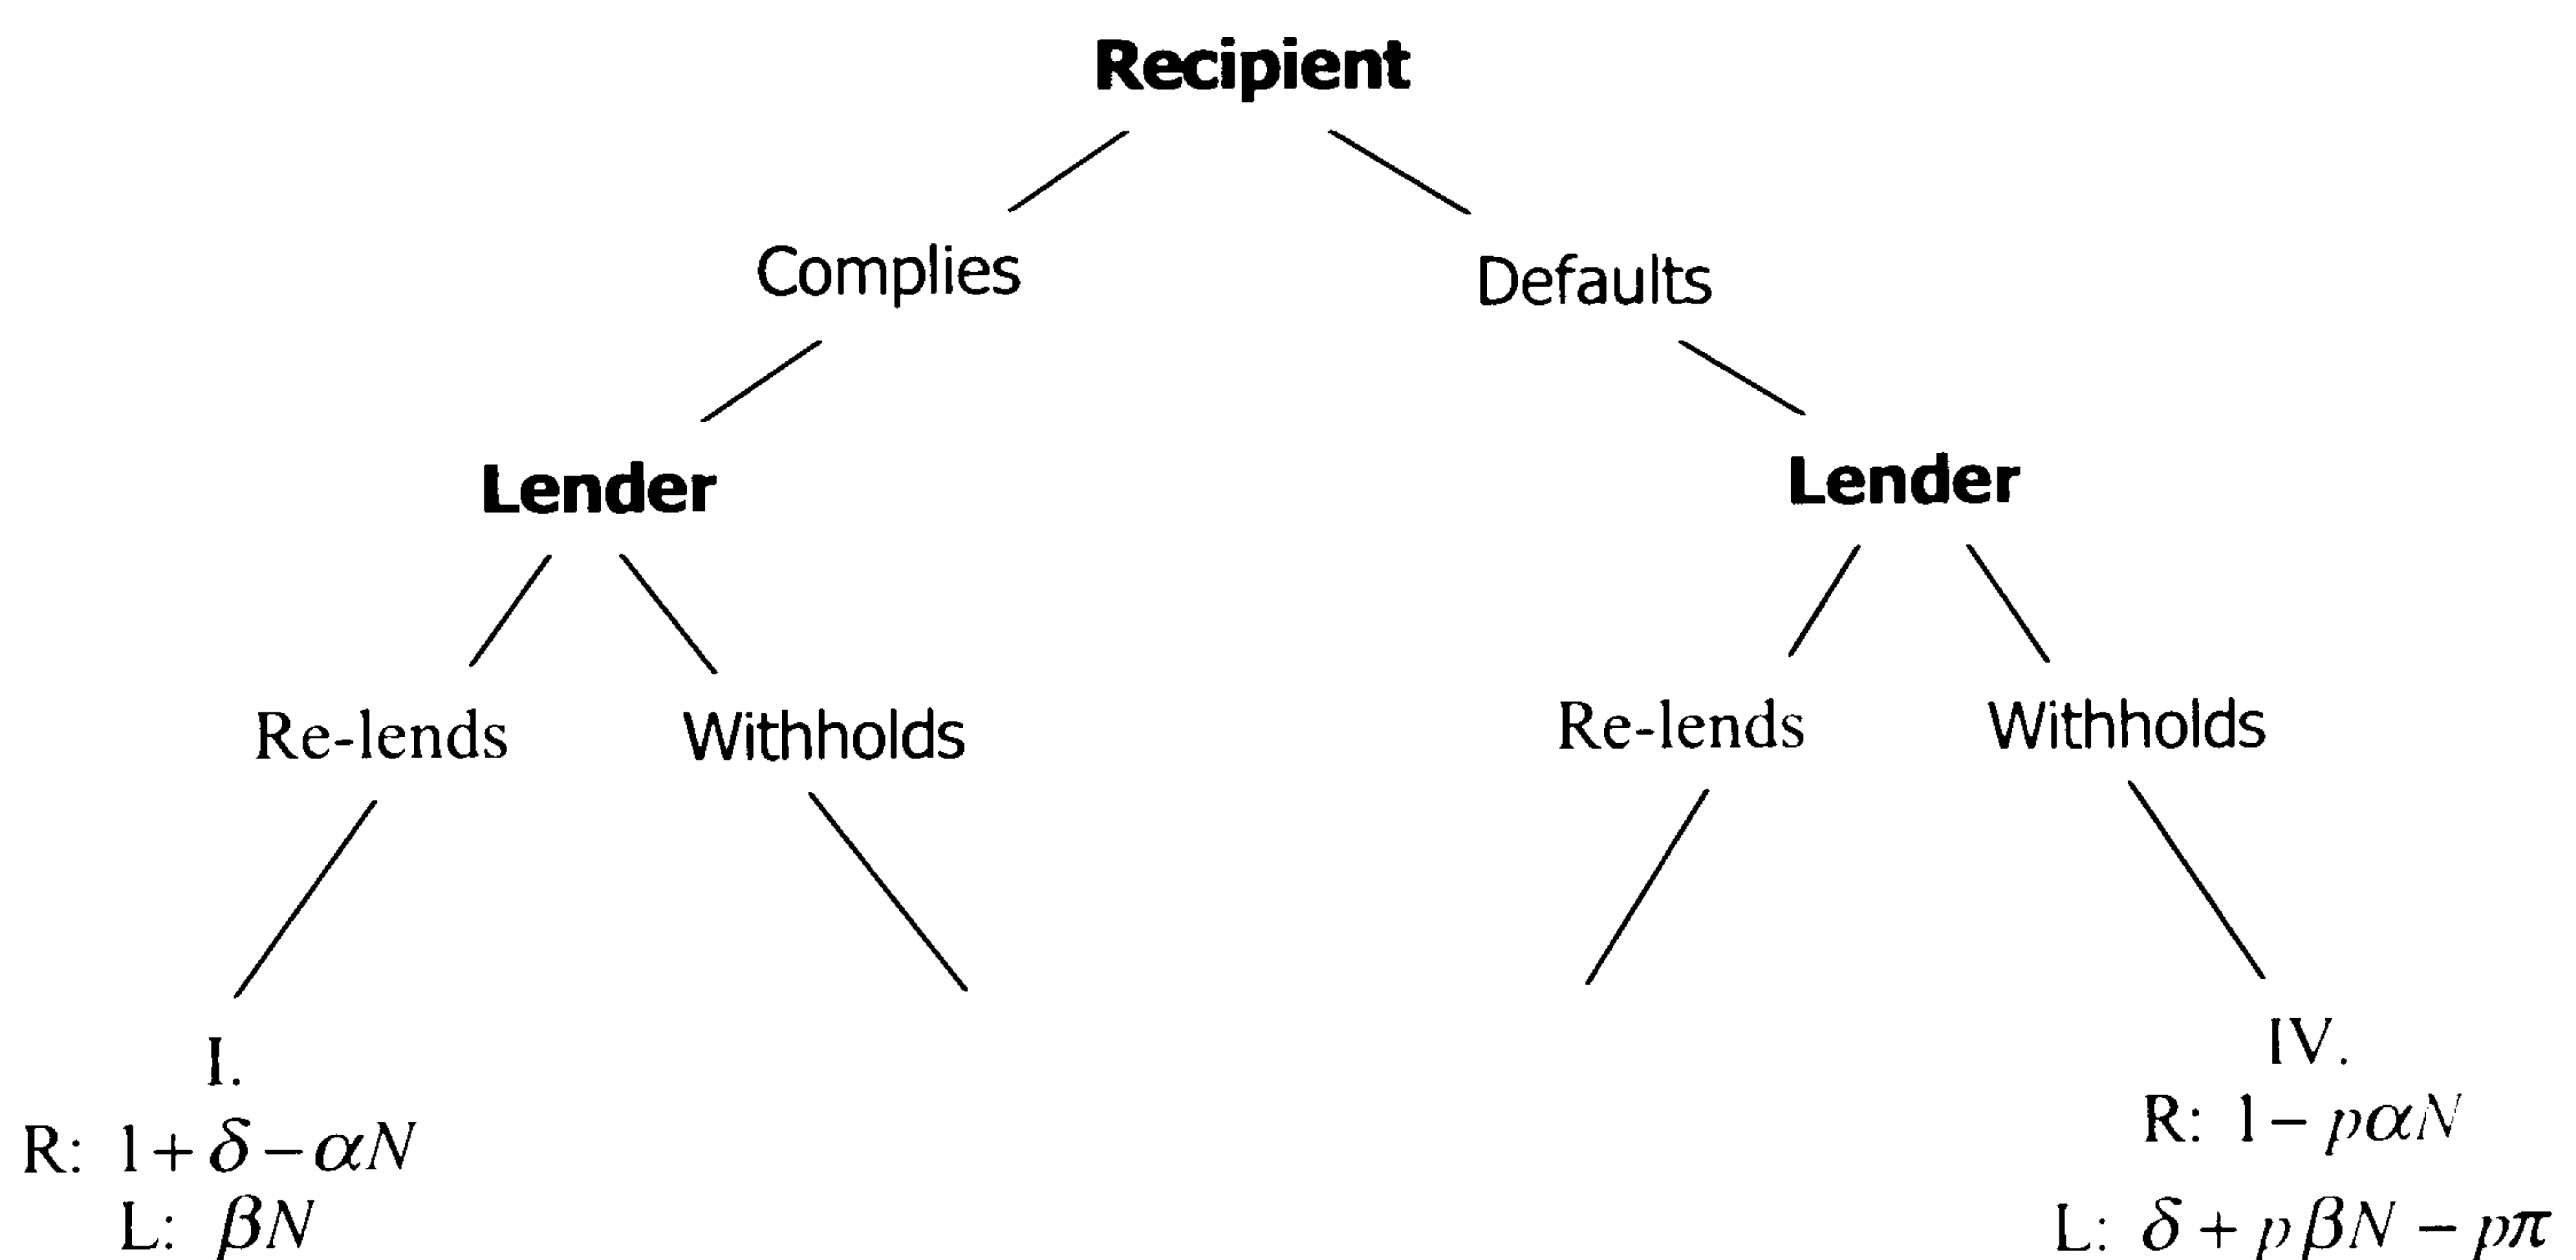 Recipient
Complies
Defaults
Lender
Lender
Re-lends
Withholds
Re-lends
Withholds
I.
R: 1+δ−αN
L: βN
IV.
R: 1− pαN
L: δ + pβN − pπ